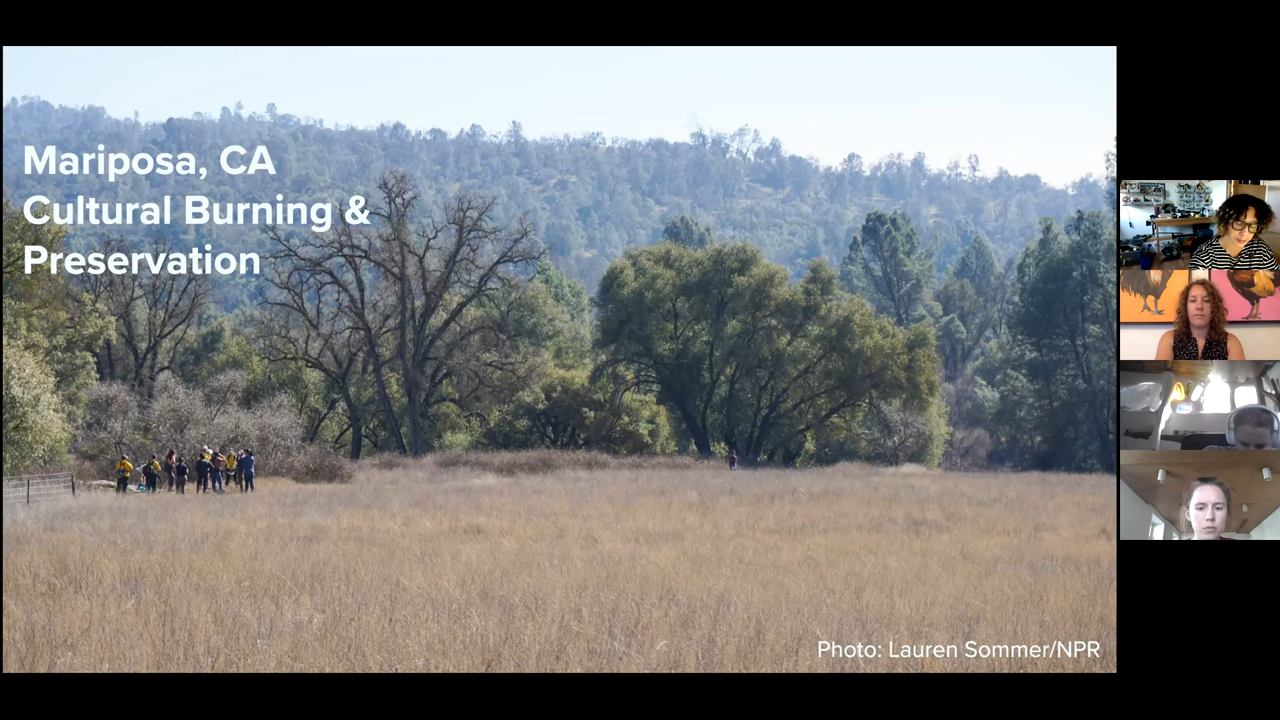 Mariposa, CA
Cultural Burning &
Preservation
Photo: Lauren Sommer/NPR